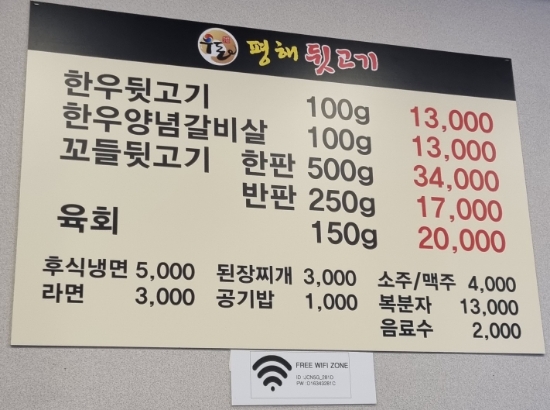 우돌 평해 뒷고기
한우뒷고기 100g 13,000
한우양념갈비살 100g 13,000
꼬들뒷고기 한판 500g 34,000
반판 250g 17,000
육회 150g 20,000
후식냉면 5,000 된장찌개 3,000 소주/맥주 4,000
라면 3,000 공기밥 1,000 복분자 13,000
음료수 2,000
FREE WIFI ZONE